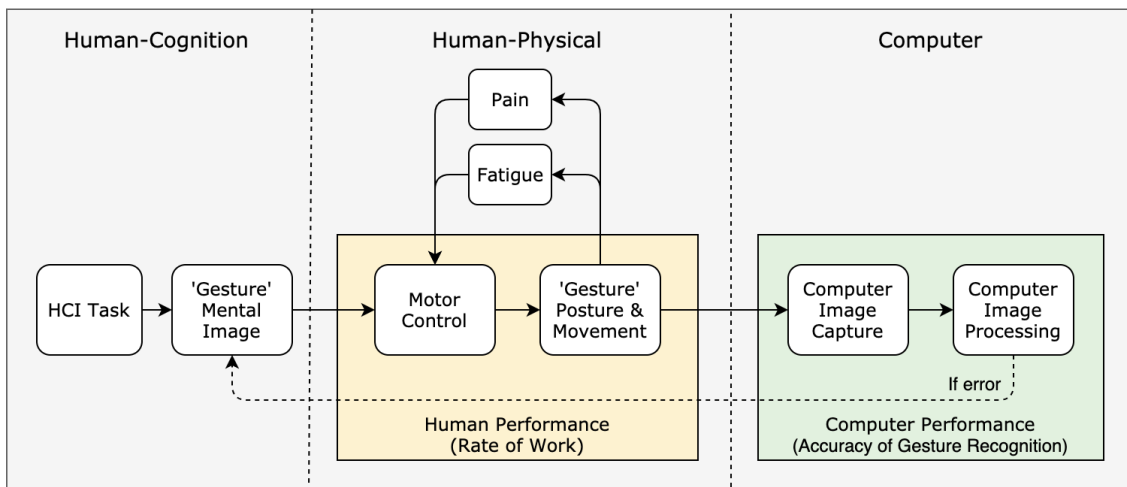 Human-Cognition
Human-Physical
Computer
Pain
Fatigue
HCI Task
'Gesture'
Mental
Image
Motor
Control
'Gesture'
Posture &
Movement
Computer
Image
Capture
Computer
Image
Processing
If error
Human Performance
(Rate of Work)
Computer Performance
(Accuracy of Gesture Recognition)